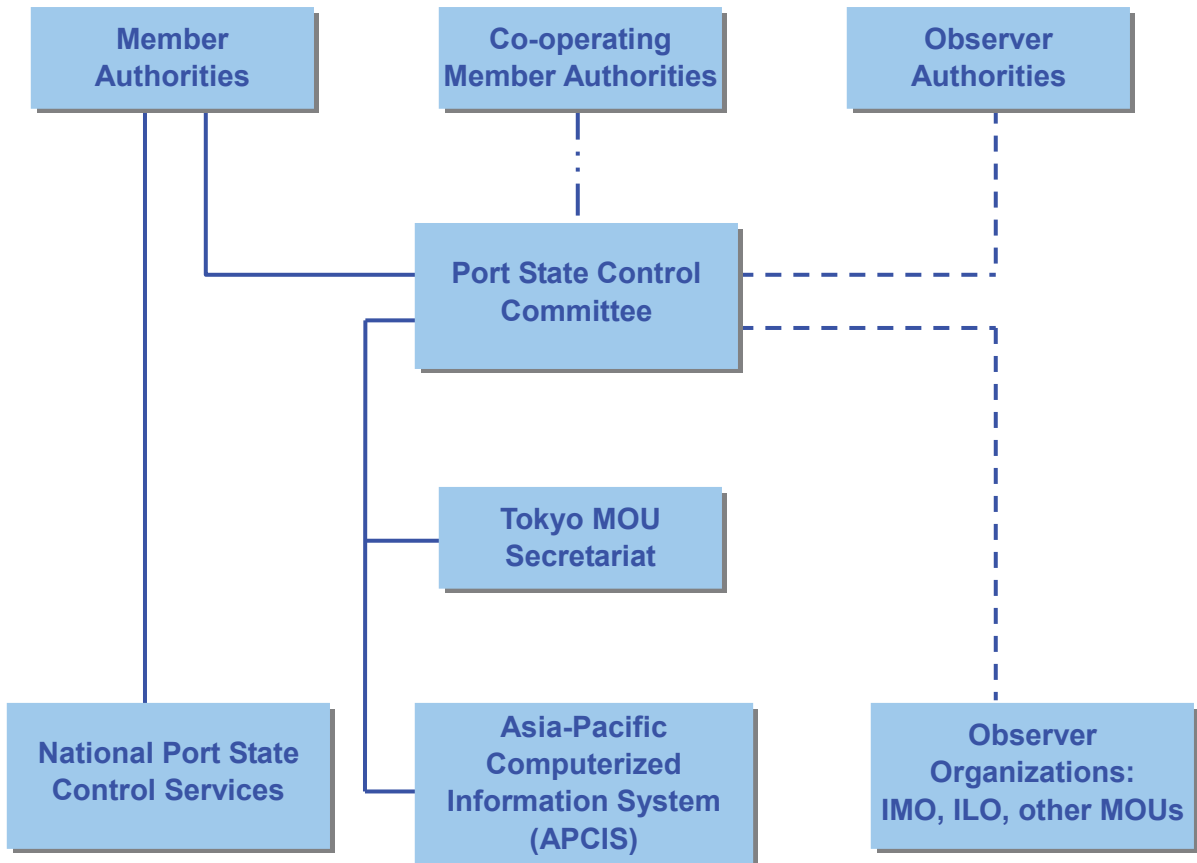 Member
Authorities
Co-operating
Member Authorities
Observer
Authorities
Port State Control
Committee
Tokyo MOU
Secretariat
National Port State
Control Services
Asia-Pacific
Computerized
Information System
(APCIS)
Observer
Organizations:
IMO, ILO, other MOUs